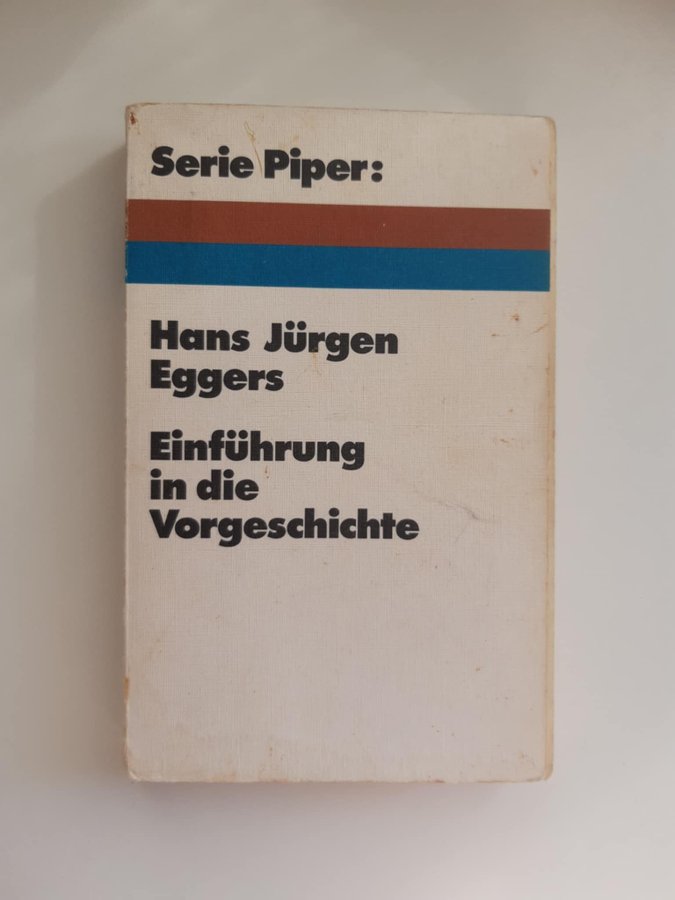 Serie Piper:
Hans Jürgen
Eggers
Einführung
in die
Vorgeschichte